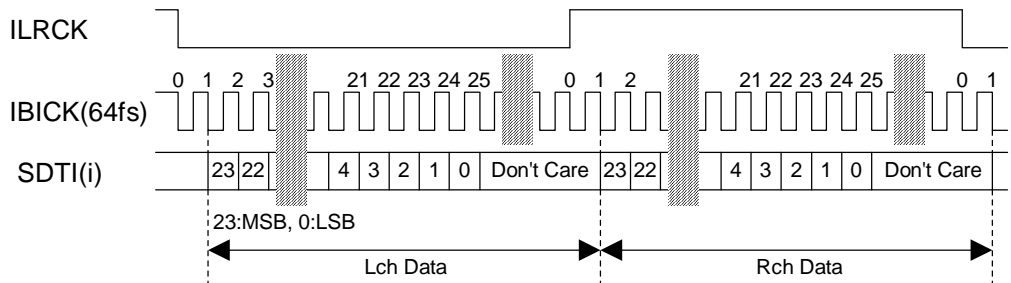 ILRCK
0 1 2 3 21 22 23 24 25 0 1 2 21 22 23 24 25 0 1
IBICK(64fs)
SDTI(i) 23 22 4 3 2 1 0 Don't Care 23 22 4 3 2 1 0 Don't Care
23:MSB, 0:LSB
Lch Data Rch Data